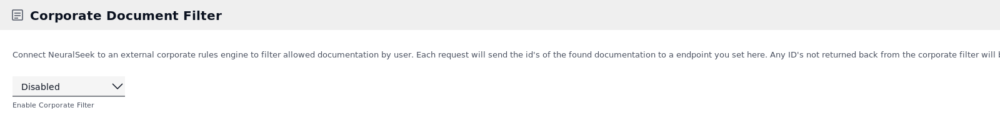 Corporate Document Filter
Connect NeuralSeek to an external corporate rules engine to filter allowed documentation by user. Each request will send the id's of the found documentation to a endpoint you set here. Any ID's not returned back from the corporate filter will
Disabled
Enable Corporate Filter